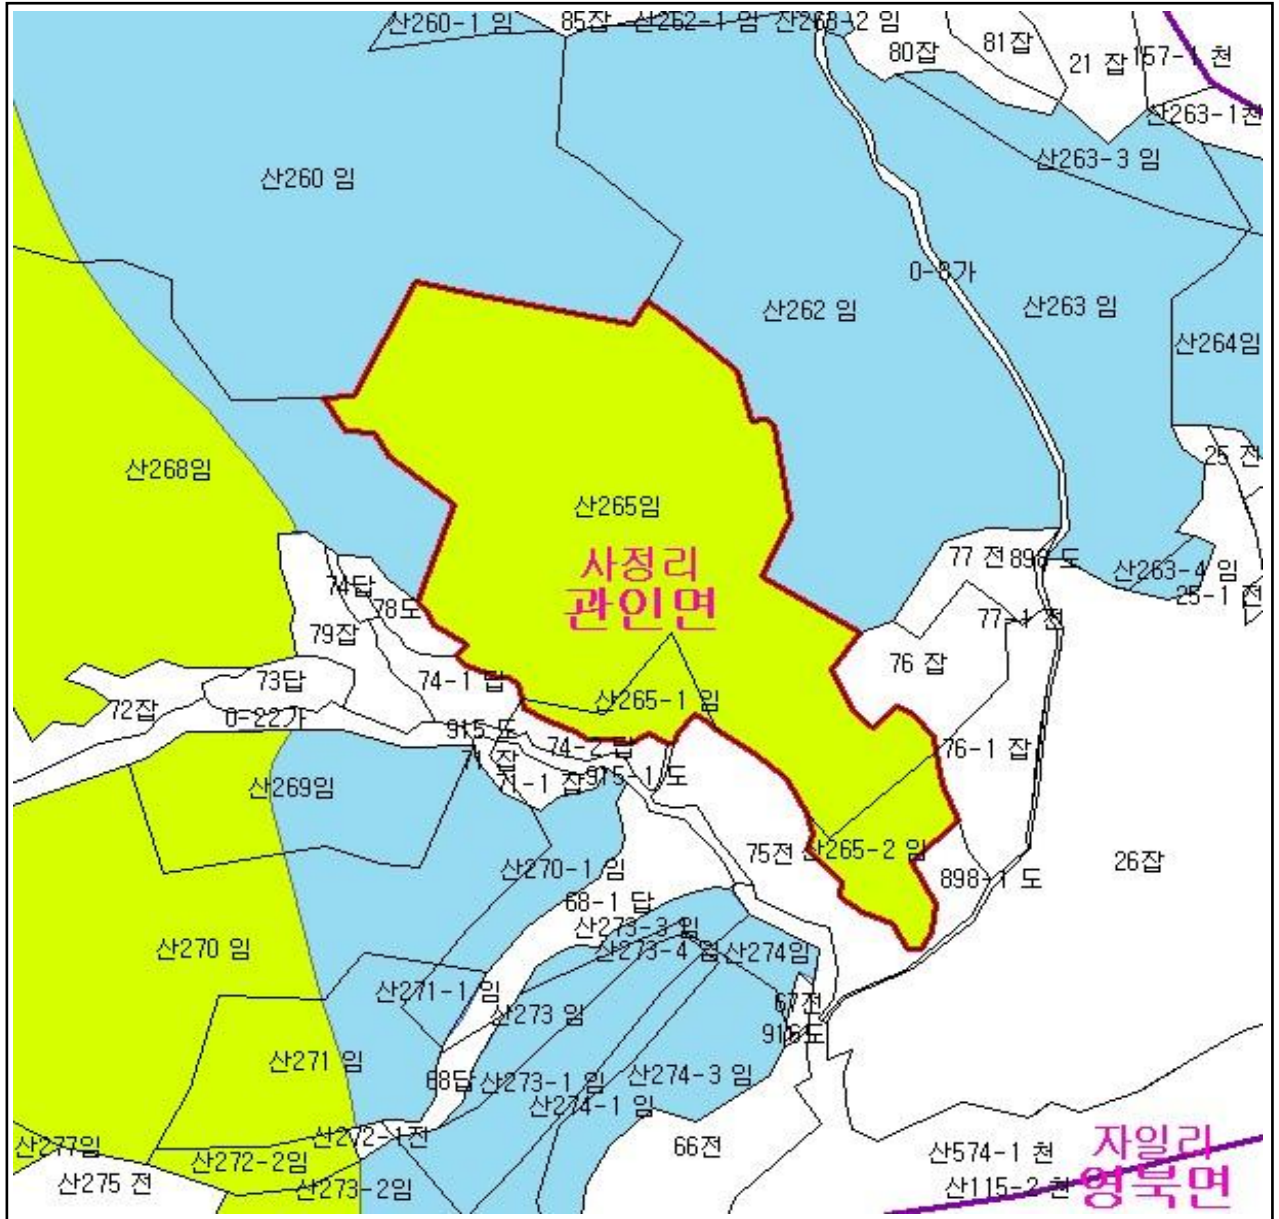 산260-1 임
85잡
산262-1 임
산263-2 임
80잡
81잡
21 잡
157-1 천
산263-1천
산263-3 임
산260 임
0-8가
산262 임
산263 임
산264임
산268임
25 전
산265임
77 전
898 도
산263-4 임
25-1 전
사정리
관인면
74답
78도
79잡
77-1 전
76 잡
73답
74-1 답
산265-1 임
72잡
0-22가
915 도
74-2 답
76-1 잡
71 잡
71-1 잡
915-1 도
산269임
75전
산265-2 임
26잡
산270-1 임
898-1 도
68-1 답
산273-3 임
산270 임
산273-4 임
산274임
산271-1 임
67전
산273 임
916도
산271 임
68답
산273-1 임
산274-3 임
산274-1 임
산277임
산272-1전
산272-2임
66전
산574-1 천
자일리
산275 전
산273-2임
산115-2 천
영북면